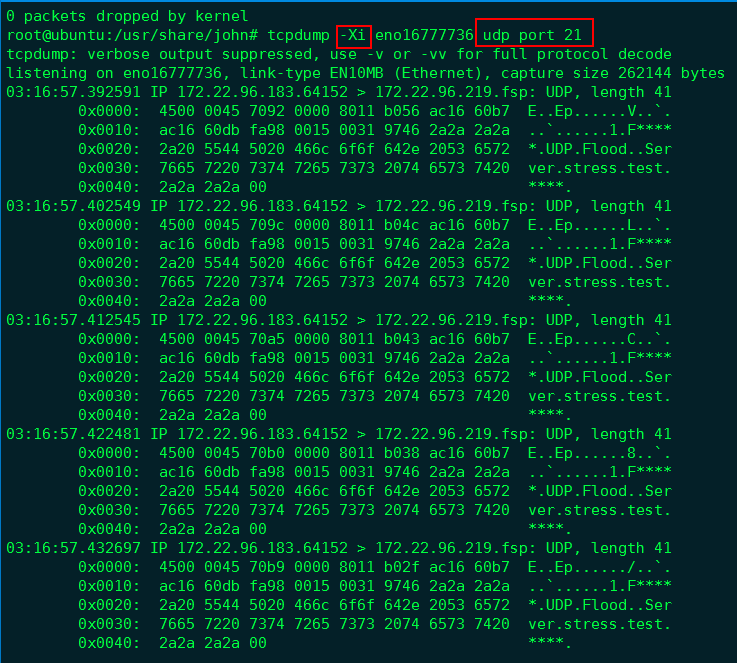 0 packets dropped by kernel
root@ubuntu:/usr/share/john# tcpdump -Xi eno16777736 udp port 21
tcpdump: verbose output suppressed, use -v or -vv for full protocol decode
listening on eno16777736, link-type EN10MB (Ethernet), capture size 262144 bytes
03:16:57.392591 IP 172.22.96.183.64152 > 172.22.96.219.fsp: UDP, length 41
0x0000:  4500 0045 7092 0000 8011 b056 ac16 60b7  E..Ep......V..`.
0x0010:  ac16 60db fa98 0015 0031 9746 2a2a 2a2a  ..`......1.F****
0x0020:  2a20 5544 5020 466c 6f6f 642e 2053 6572  *.UDP.Flood..Ser
0x0030:  7665 7220 7374 7265 7373 2074 6573 7420  ver.stress.test.
0x0040:  2a2a 2a2a 00  ****.
03:16:57.402549 IP 172.22.96.183.64152 > 172.22.96.219.fsp: UDP, length 41
0x0000:  4500 0045 709c 0000 8011 b04c ac16 60b7  E..Ep......L..`.
0x0010:  ac16 60db fa98 0015 0031 9746 2a2a 2a2a  ..`......1.F****
0x0020:  2a20 5544 5020 466c 6f6f 642e 2053 6572  *.UDP.Flood..Ser
0x0030:  7665 7220 7374 7265 7373 2074 6573 7420  ver.stress.test.
0x0040:  2a2a 2a2a 00  ****.
03:16:57.412545 IP 172.22.96.183.64152 > 172.22.96.219.fsp: UDP, length 41
0x0000:  4500 0045 70a5 0000 8011 b043 ac16 60b7  E..Ep......C..`.
0x0010:  ac16 60db fa98 0015 0031 9746 2a2a 2a2a  ..`......1.F****
0x0020:  2a20 5544 5020 466c 6f6f 642e 2053 6572  *.UDP.Flood..Ser
0x0030:  7665 7220 7374 7265 7373 2074 6573 7420  ver.stress.test.
0x0040:  2a2a 2a2a 00  ****.
03:16:57.422481 IP 172.22.96.183.64152 > 172.22.96.219.fsp: UDP, length 41
0x0000:  4500 0045 70b0 0000 8011 b038 ac16 60b7  E..Ep......8..`.
0x0010:  ac16 60db fa98 0015 0031 9746 2a2a 2a2a  ..`......1.F****
0x0020:  2a20 5544 5020 466c 6f6f 642e 2053 6572  *.UDP.Flood..Ser
0x0030:  7665 7220 7374 7265 7373 2074 6573 7420  ver.stress.test.
0x0040:  2a2a 2a2a 00  ****.
03:16:57.432697 IP 172.22.96.183.64152 > 172.22.96.219.fsp: UDP, length 41
0x0000:  4500 0045 70b9 0000 8011 b02f ac16 60b7  E..Ep....../..`.
0x0010:  ac16 60db fa98 0015 0031 9746 2a2a 2a2a  ..`......1.F****
0x0020:  2a20 5544 5020 466c 6f6f 642e 2053 6572  *.UDP.Flood..Ser
0x0030:  7665 7220 7374 7265 7373 2074 6573 7420  ver.stress.test.
0x0040:  2a2a 2a2a 00  ****.